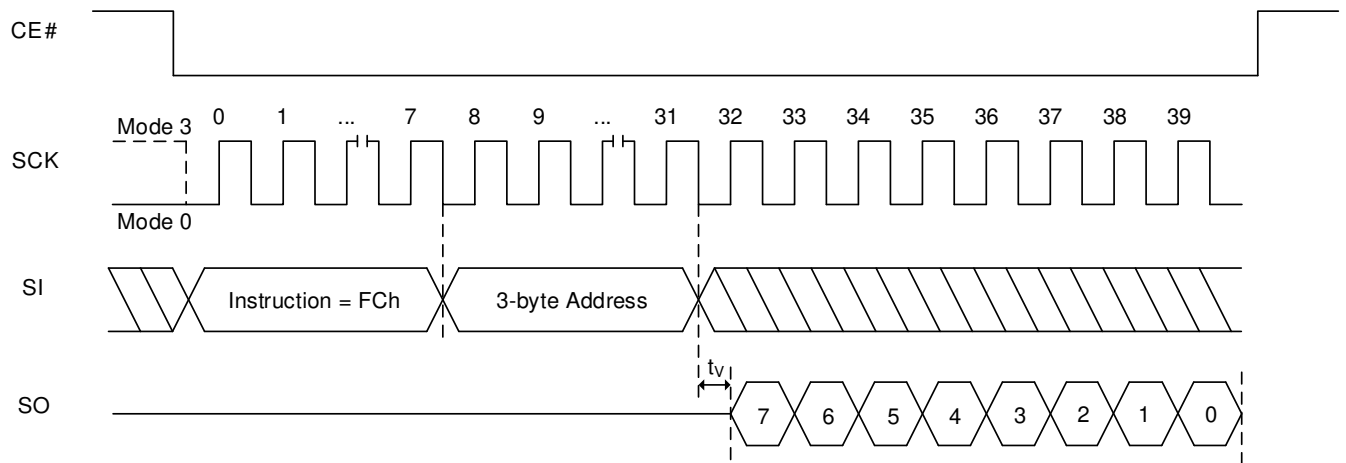 CE#
SCK
Mode 3
0 1 ... 7 8 9 ... 31 32 33 34 35 36 37 38 39
Mode 0
SI
Instruction = FCh
3-byte Address
tV
SO
7 6 5 4 3 2 1 0